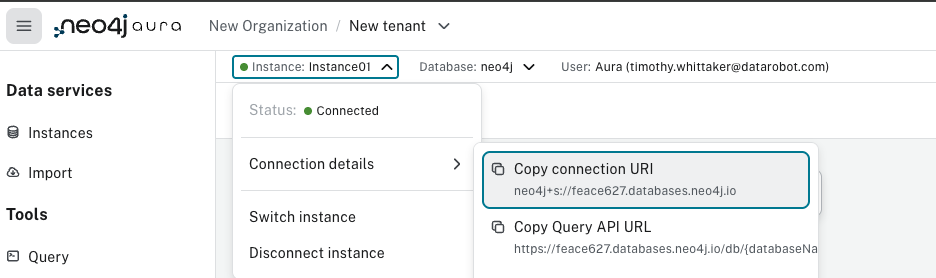 neo4j aura
New Organization / New tenant
Instance: Instance01
Database: neo4j
User: Aura (timothy.whittaker@datarobot.com)
Data services
Instances
Import
Tools
Query
Status: Connected
Connection details
Switch instance
Disconnect instance
Copy connection URI
neo4j+s://feace627.databases.neo4j.io
Copy Query API URL
https://feace627.databases.neo4j.io/db/{databaseNa